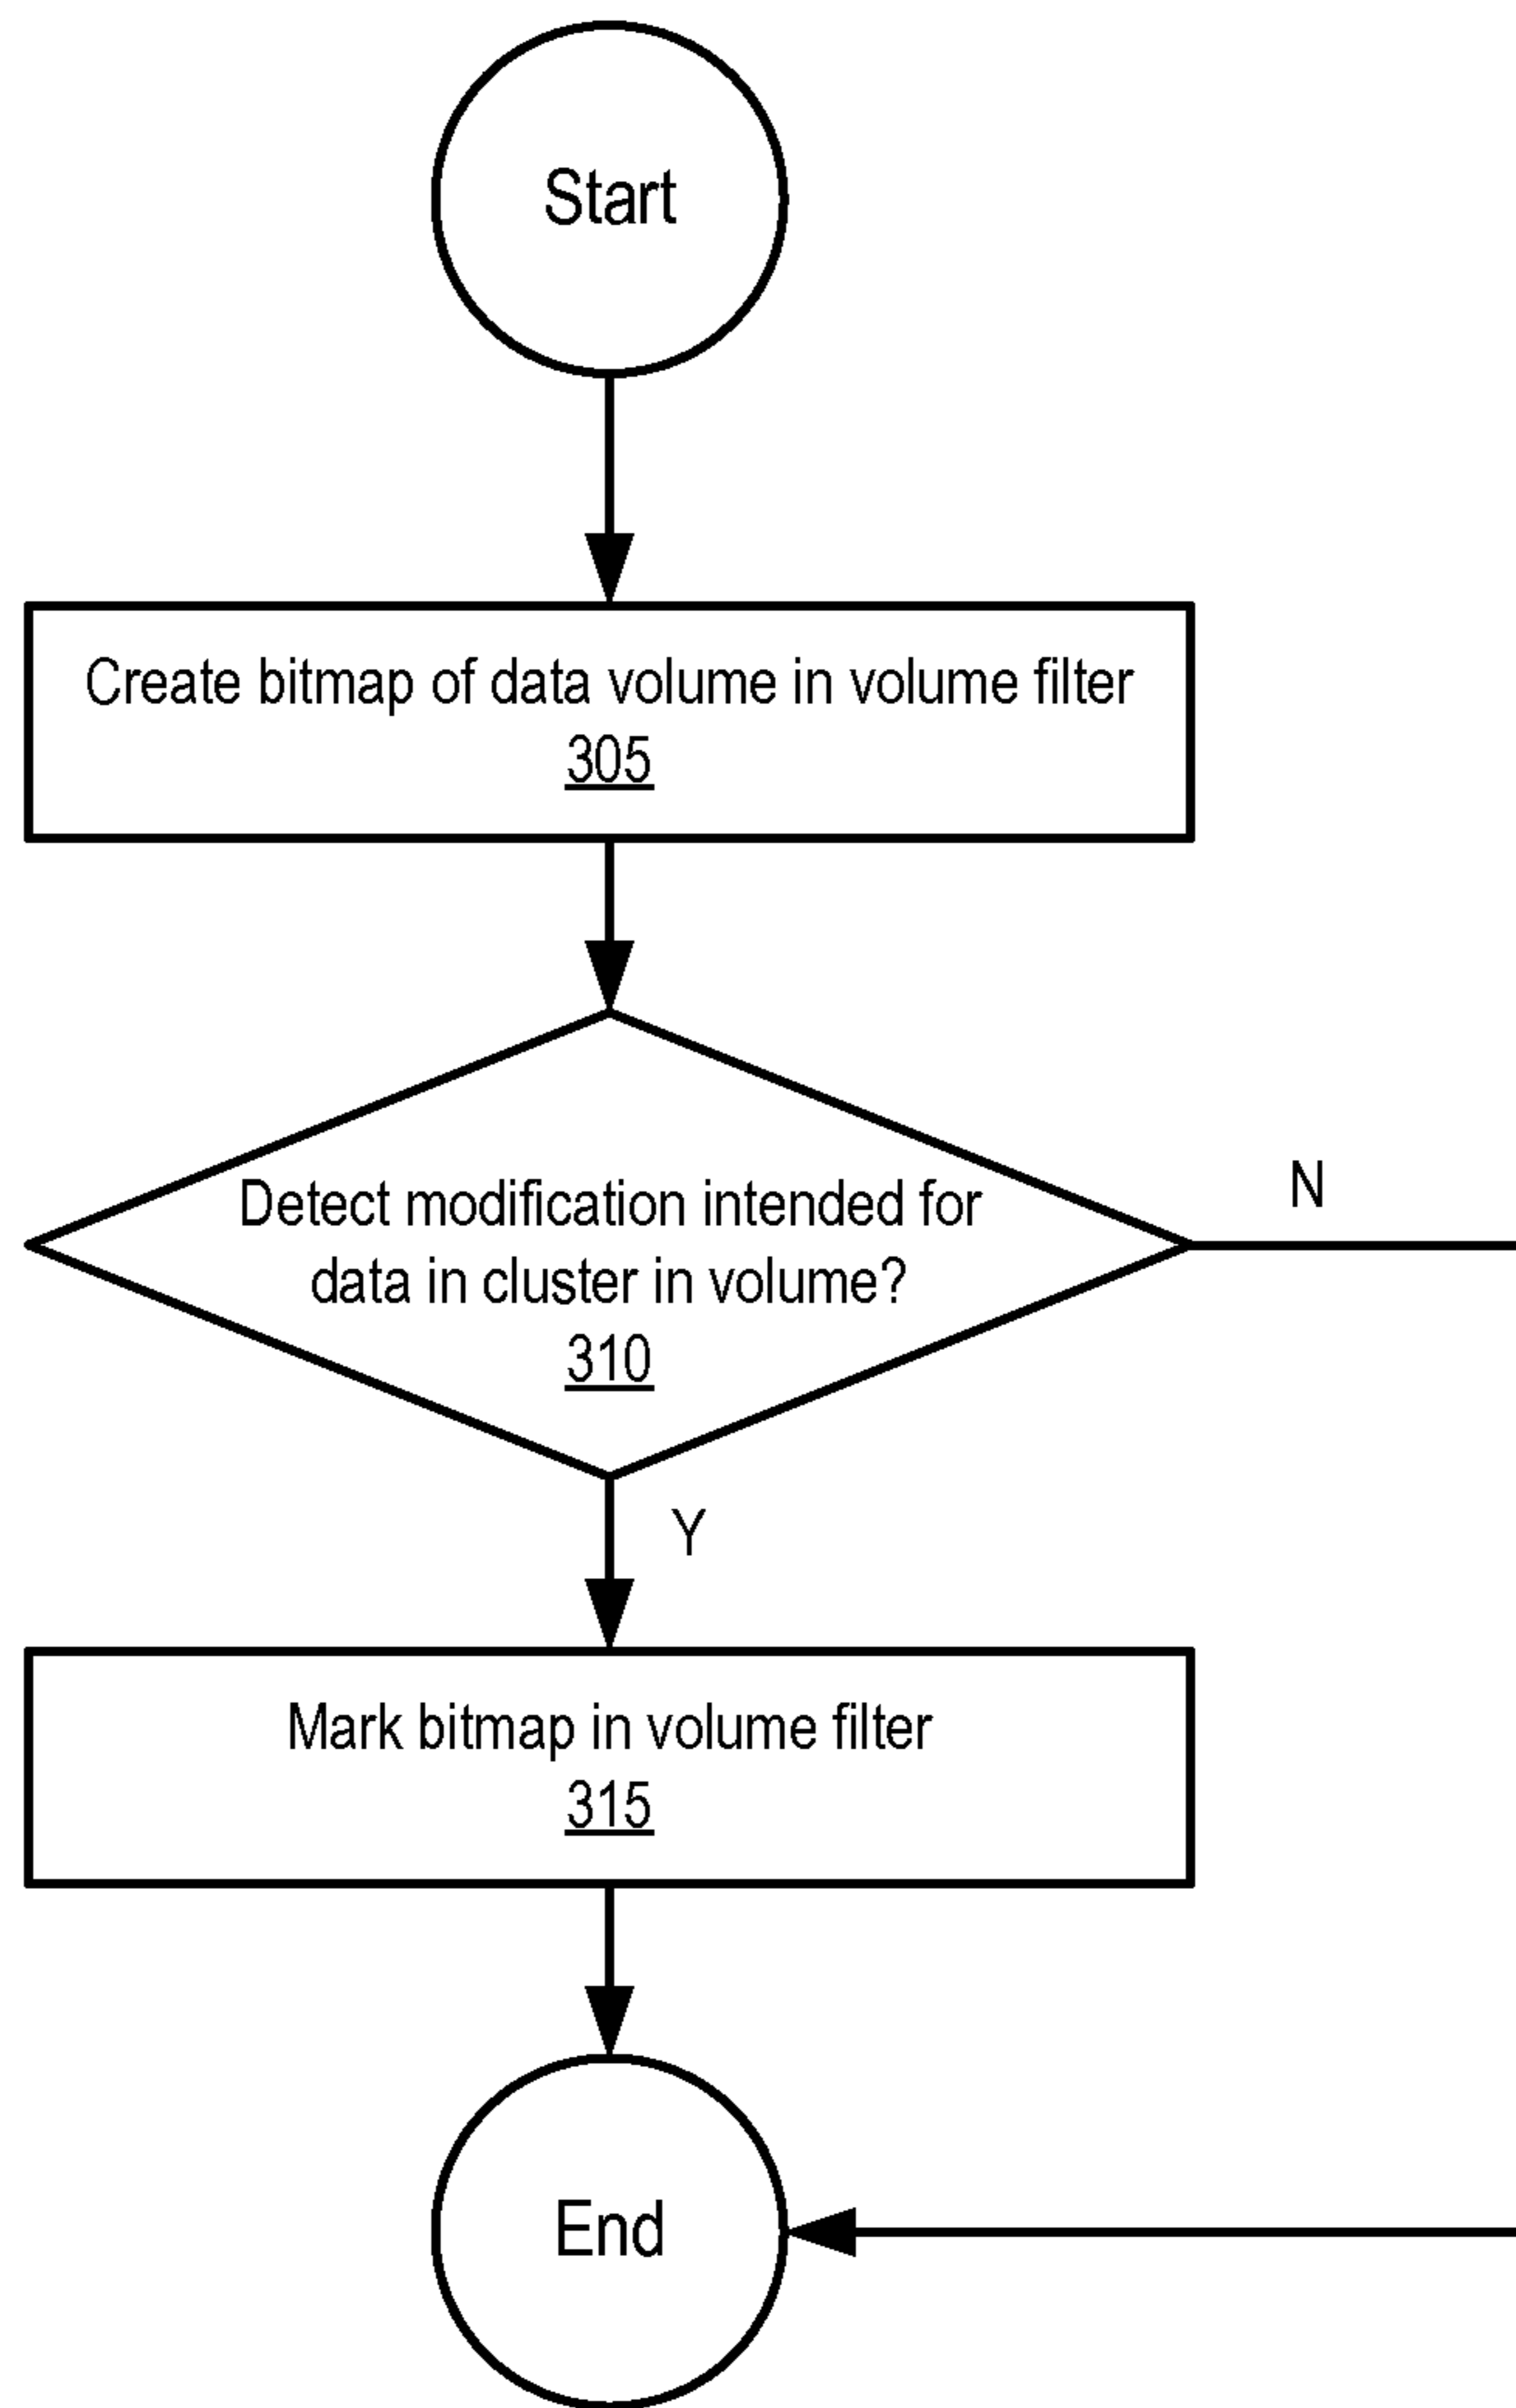 Start
Create bitmap of data volume in volume filter
305
Detect modification intended for
data in cluster in volume?
310
N
Y
Mark bitmap in volume filter
315
End